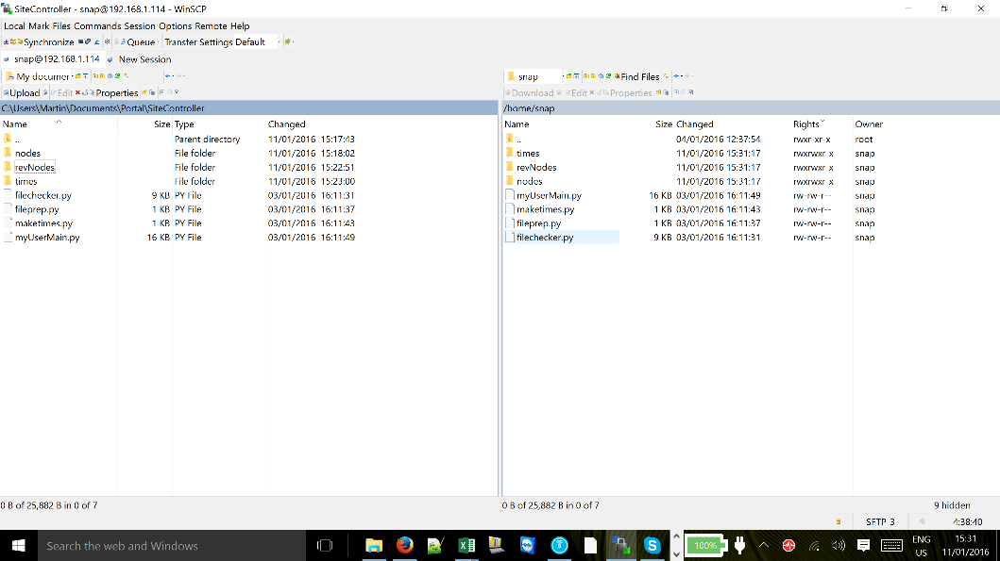 SiteController - snap@192.168.1.114 - WinSCP
Local Mark Files Commands Session Options Remote Help
Synchronize Queue Transfer Settings Default
snap@192.168.1.114 New Session
My documer snap Find Files
Upload Edit Properties Download Edit Properties
C:\Users\Martin\Documents\Portal\SiteController /home/snap
Name Size Type Changed Name Size Changed Rights Owner
.. Parent directory 11/01/2016 15:17:43 .. 04/01/2016 12:37:54 rwxr-xr-x root
nodes File folder 11/01/2016 15:18:02 times 11/01/2016 15:31:17 rwxrwxr-x snap
revNodes File folder 11/01/2016 15:22:51 revNodes 11/01/2016 15:31:17 rwxrwxr-x snap
times File folder 11/01/2016 15:23:00 nodes 11/01/2016 15:31:17 rwxrwxr-x snap
filechecker.py 9 KB PY File 03/01/2016 16:11:31 myUserMain.py 16 KB 03/01/2016 16:11:49 rw-rw-r-- snap
fileprep.py 1 KB PY File 03/01/2016 16:11:37 maketimes.py 1 KB 03/01/2016 16:11:43 rw-rw-r-- snap
maketimes.py 1 KB PY File 03/01/2016 16:11:43 fileprep.py 1 KB 03/01/2016 16:11:37 rw-rw-r-- snap
myUserMain.py 16 KB PY File 03/01/2016 16:11:49 filechecker.py 9 KB 03/01/2016 16:11:31 rw-rw-r-- snap
0 B of 25,882 B in 0 of 7 0 B of 25,882 B in 0 of 7 9 hidden
SFTP-3 4:38:40
Search the web and Windows 100% ENG 15:31
US 11/01/2016